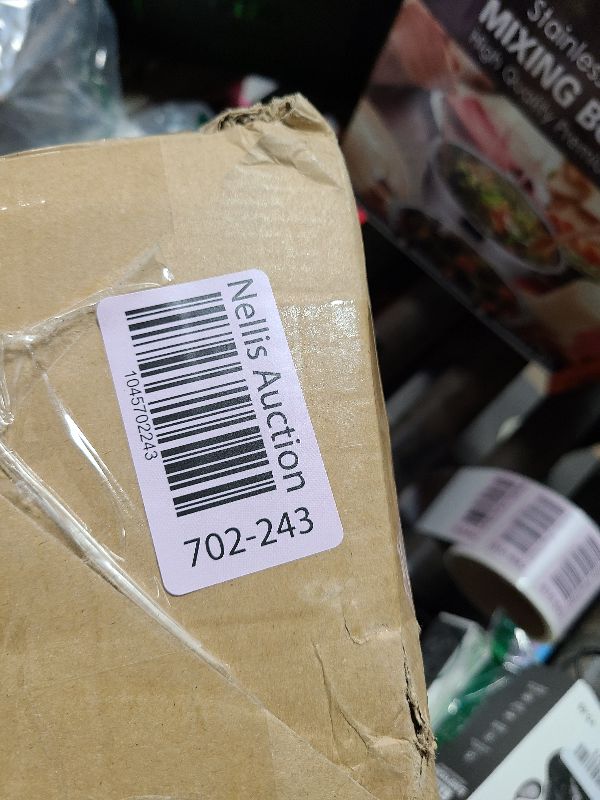 Nellis Auction
1045702243
702-243
Stainless
MIXING
High Quality